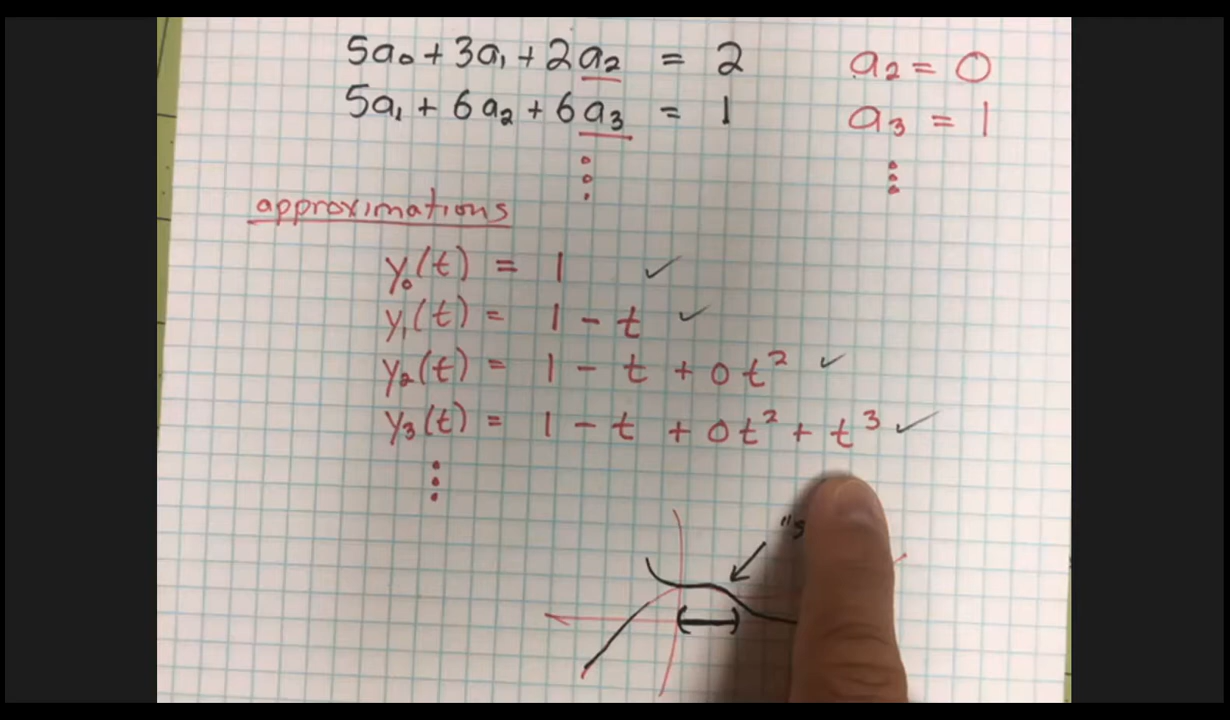 5a₀ + 3a₁ + 2a₂ = 2 a₂ = 0
5a₁ + 6a₂ + 6a₃ = 1 a₃ = 1
⋮ ⋮
approximations
y₀(t) = 1 ✓
y₁(t) = 1 - t ✓
y₂(t) = 1 - t + 0t² ✓
y₃(t) = 1 - t + 0t² + t³ ✓
⋮